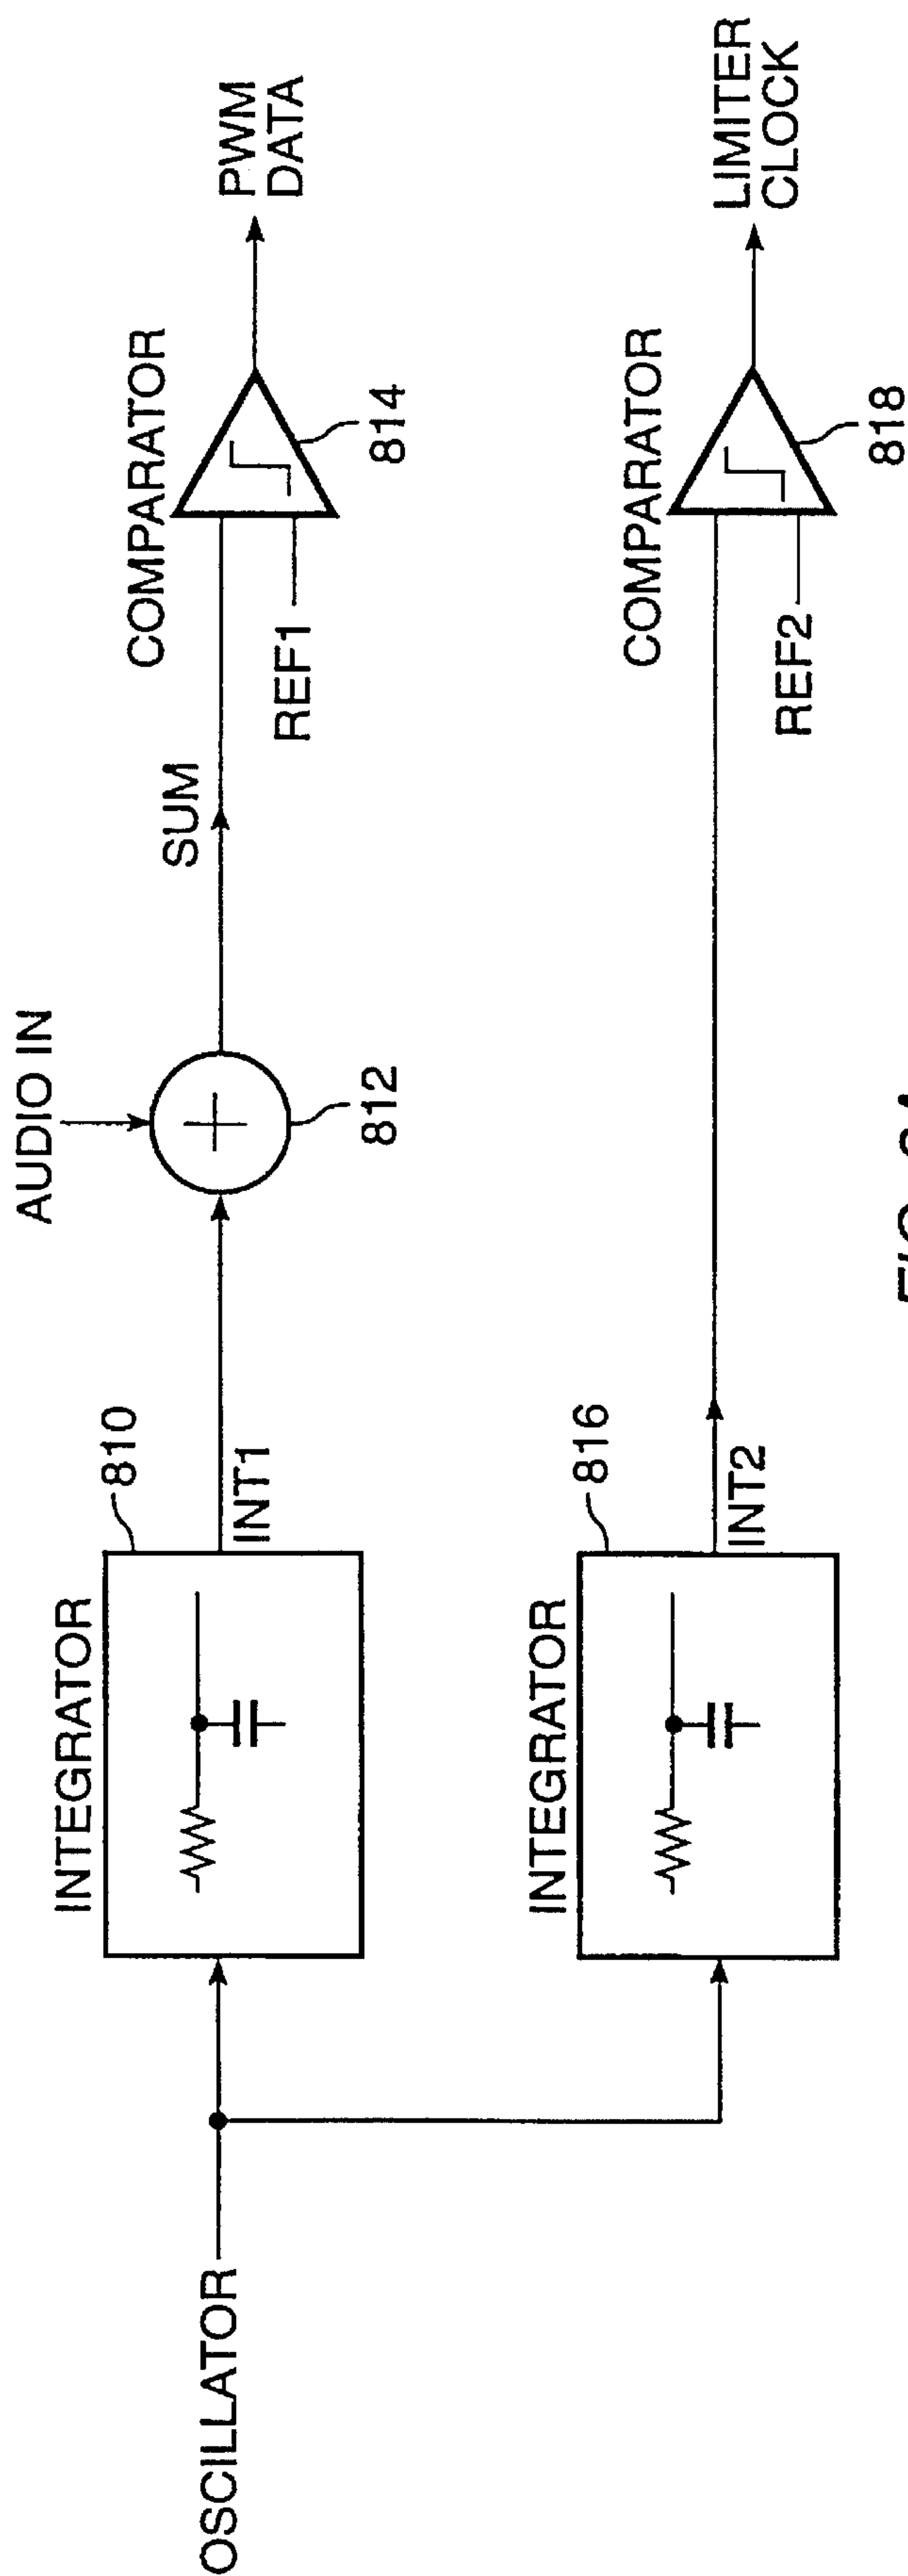 OSCILLATOR
INTEGRATOR
810
INT1
AUDIO IN
812
SUM
COMPARATOR
REF1
814
PWM
DATA
INTEGRATOR
816
INT2
COMPARATOR
REF2
818
LIMITER
CLOCK